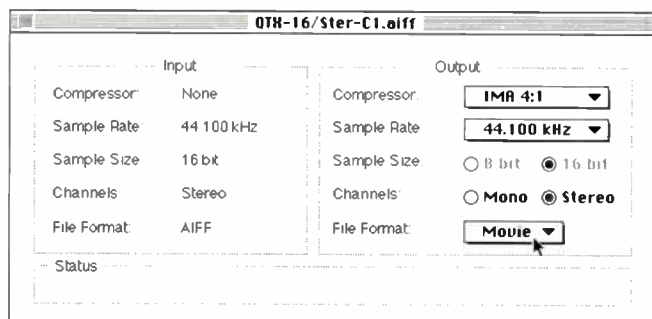 QTX-16/Ster-C1.aiff
Input
Compressor: None
Sample Rate: 44 100 kHz
Sample Size 16 bit
Channels Stereo
File Format: AIFF
Output
Compressor: IMA 4:1
Sample Rate 44.100 kHz
Sample Size 8 bit 16 bit
Channels: Mono Stereo
File Format: Movie
Status